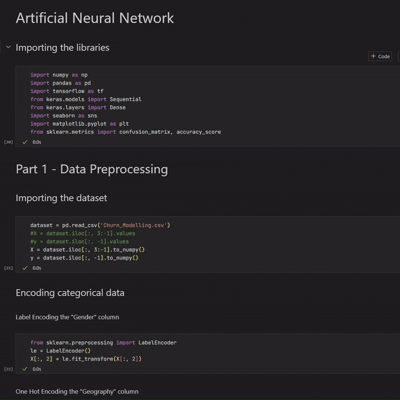 Artificial Neural Network
Importing the libraries
+ Code
import numpy as np
import pandas as pd
import tensorflow as tf
from keras.models import Sequential
from keras.layers import Dense
import seaborn as sns
import matplotlib.pyplot as plt
from sklearn.metrics import confusion_matrix, accuracy_score
0.0s
Part 1 - Data Preprocessing
Importing the dataset
dataset = pd.read_csv('Churn_Modelling.csv')
#X = dataset.iloc[:, 3:-1].values
#y = dataset.iloc[:, -1].values
X = dataset.iloc[:, 3:-1].to_numpy()
y = dataset.iloc[:, -1].to_numpy()
0.0s
Encoding categorical data
Label Encoding the "Gender" column
from sklearn.preprocessing import LabelEncoder
le = LabelEncoder()
X[:, 2] = le.fit_transform(X[:, 2])
0.0s
One Hot Encoding the "Geography" column